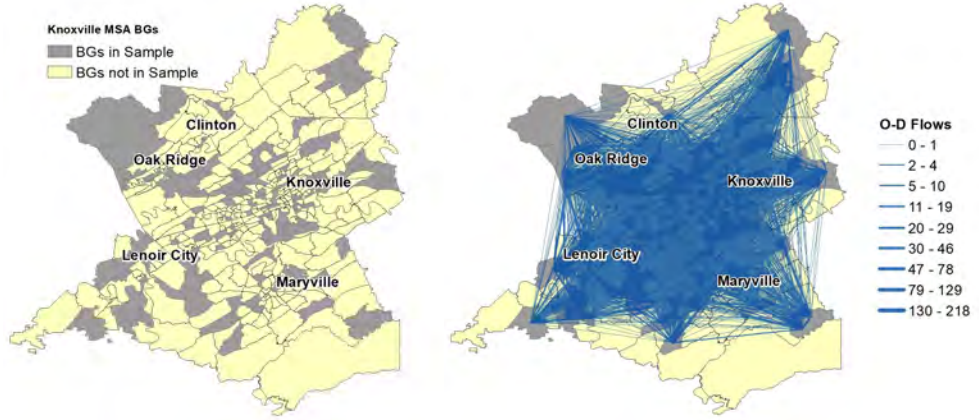 Knoxville MSA BGs
BGs in Sample
BGs not in Sample
Clinton
Oak Ridge
Knoxville
Lenoir City
Maryville
Clinton
Oak Ridge
Knoxville
Lenoir City
Maryville
O-D Flows
0 - 1
2 - 4
5 - 10
11 - 19
20 - 29
30 - 46
47 - 78
79 - 129
130 - 218